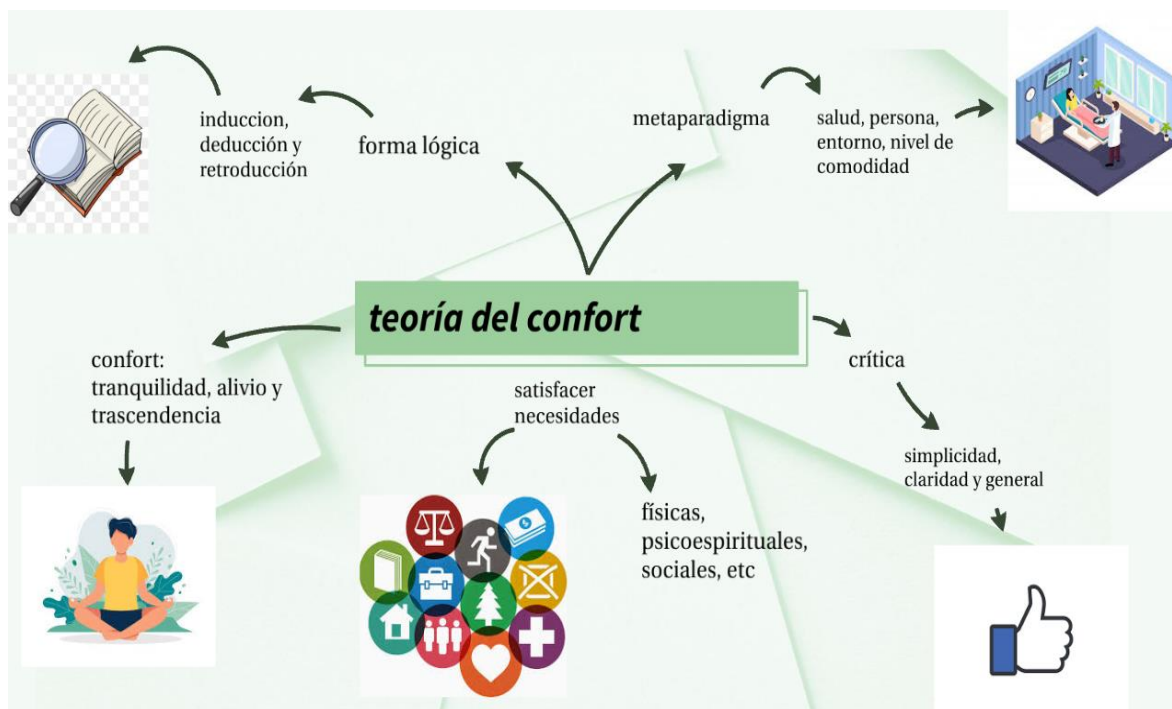 induccion,
deducción y
retroducción
forma lógica
metaparadigma
salud, persona,
entorno, nivel de
comodidad
teoría del confort
confort:
tranquilidad, alivio y
trascendencia
satisfacer
necesidades
físicas,
psicoespirituales,
sociales, etc
crítica
simplicidad,
claridad y general